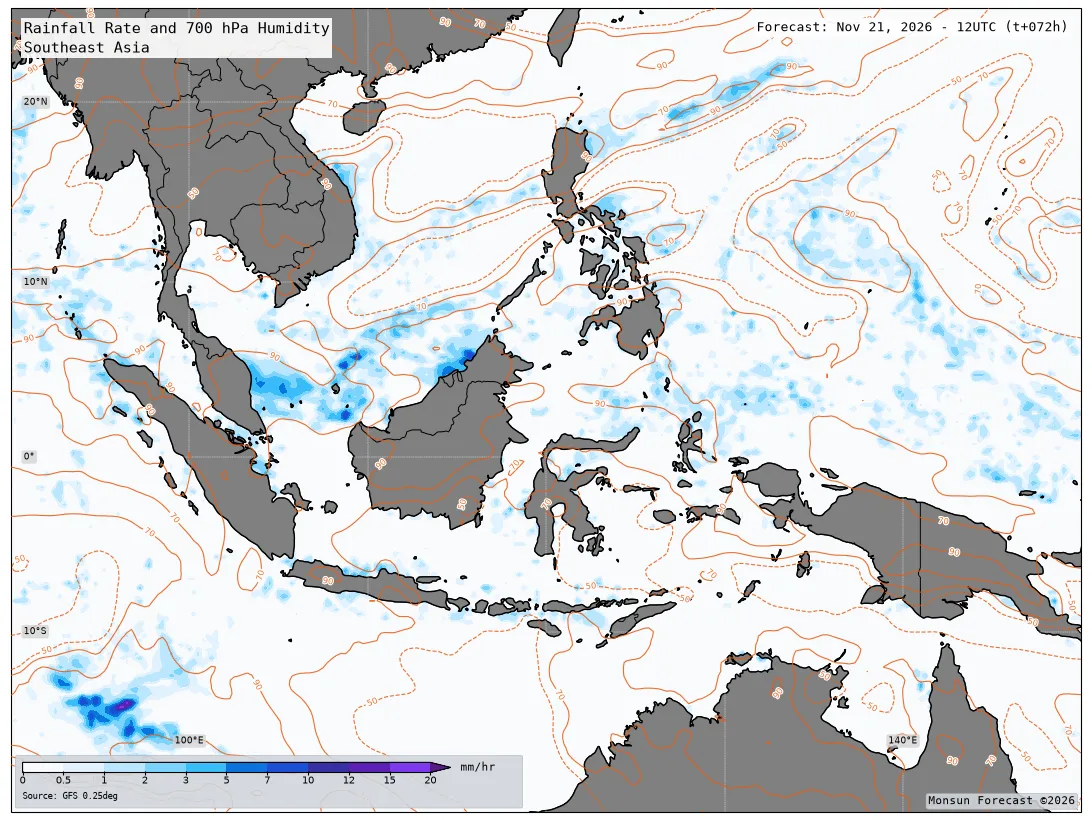 Rainfall Rate and 700 hPa Humidity
Southeast Asia
Forecast: Nov 21, 2026 - 12UTC (t+072h)
20°N
10°N
0°
10°S
100°E
140°E
0 0.5 1 2 3 5 7 10 12 15 20 mm/hr
Source: GFS 0.25deg
Monsun Forecast ©2026